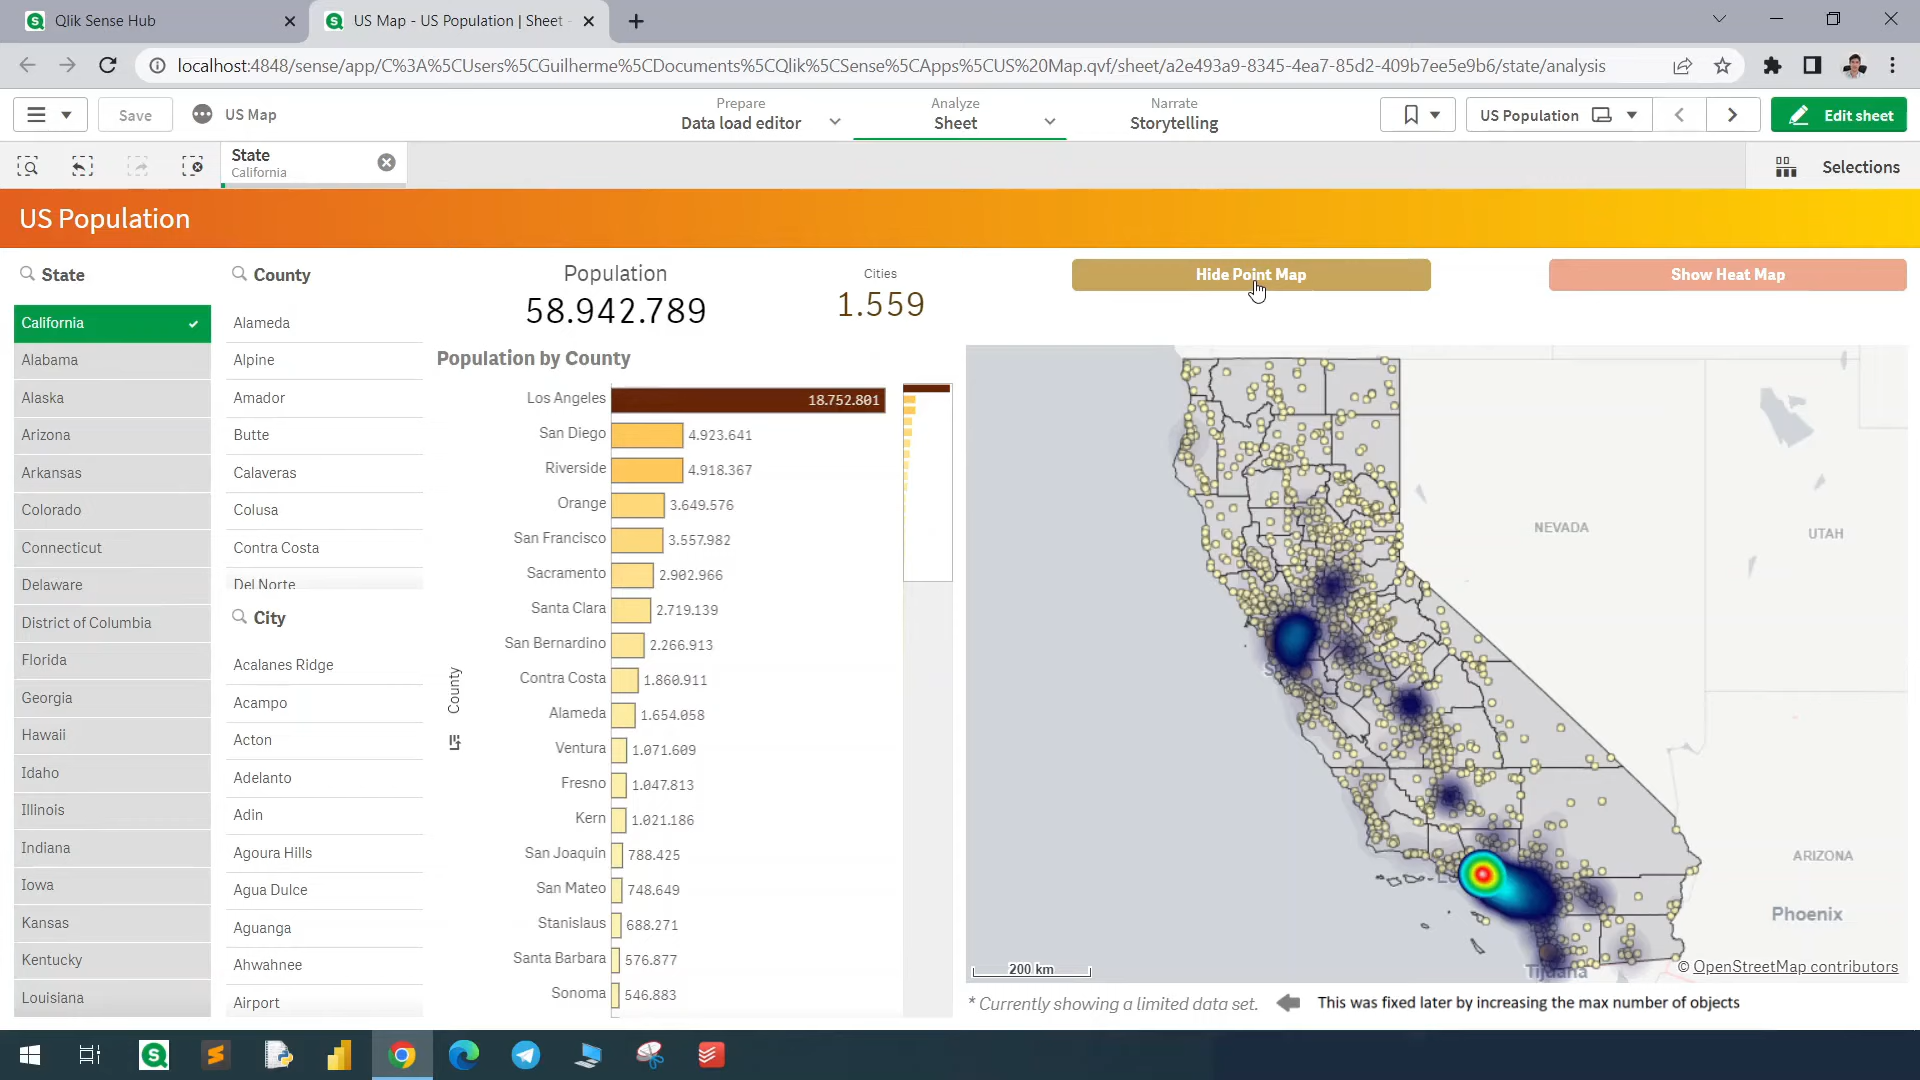 Qlik Sense Hub
US Map - US Population | Sheet -
localhost:4848/sense/app/C%3A%5CUsers%5CGuilherme%5CDocuments%5CQlik%5CSense%5CApps%5CUS%20Map.qvf/sheet/a2e493a9-8345-4ea7-85d2-409b7ee5e9b6/state/analysis
Save
US Map
Prepare
Data load editor
Analyze
Sheet
Narrate
Storytelling
US Population
Edit sheet
State
California
Selections
US Population
State
California
Alabama
Alaska
Arizona
Arkansas
Colorado
Connecticut
Delaware
District of Columbia
Florida
Georgia
Hawaii
Idaho
Illinois
Indiana
Iowa
Kansas
Kentucky
Louisiana
County
Alameda
Alpine
Amador
Butte
Calaveras
Colusa
Contra Costa
Del Norte
City
Acalanes Ridge
Acampo
Acton
Adelanto
Adin
Agoura Hills
Agua Dulce
Aguanga
Ahwahnee
Airport
Population
58.942.789
Cities
1.559
Hide Point Map
Show Heat Map
Population by County
County
Los Angeles 18.752.801
San Diego 4.923.641
Riverside 4.918.367
Orange 3.649.576
San Francisco 3.557.982
Sacramento 2.902.966
Santa Clara 2.719.139
San Bernardino 2.266.913
Contra Costa 1.860.911
Alameda 1.654.058
Ventura 1.071.609
Fresno 1.047.813
Kern 1.021.186
San Joaquin 788.425
San Mateo 748.649
Stanislaus 688.271
Santa Barbara 576.877
Sonoma 546.883
NEVADA
UTAH
ARIZONA
Phoenix
Tijuana
200 km
© OpenStreetMap contributors
* Currently showing a limited data set.
This was fixed later by increasing the max number of objects